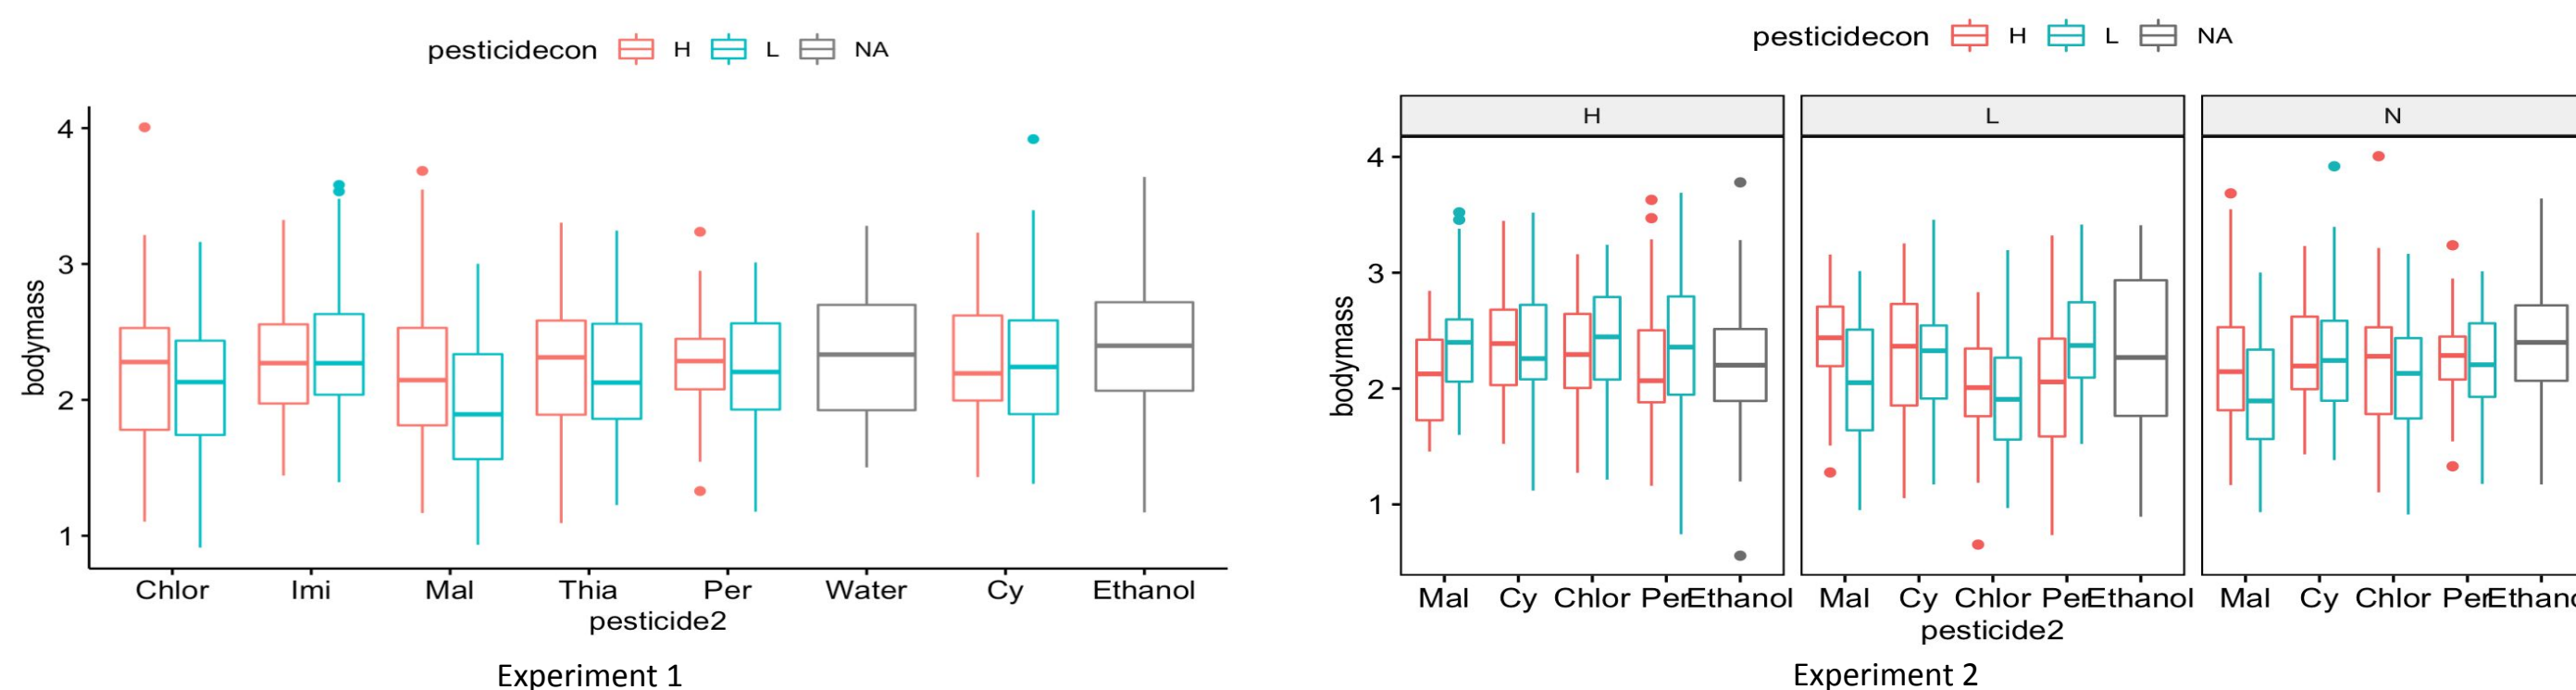 pesticidecon H L NA
4
3
2
1
bodymass
Chlor Imi Mal Thia Per Water Cy Ethanol
pesticide2
Experiment 1
pesticidecon H L NA
H L N
4
3
2
1
bodymass
Mal Cy Chlor Per Ethanol Mal Cy Chlor Per Ethanol Mal Cy Chlor Per Ethano
pesticide2
Experiment 2